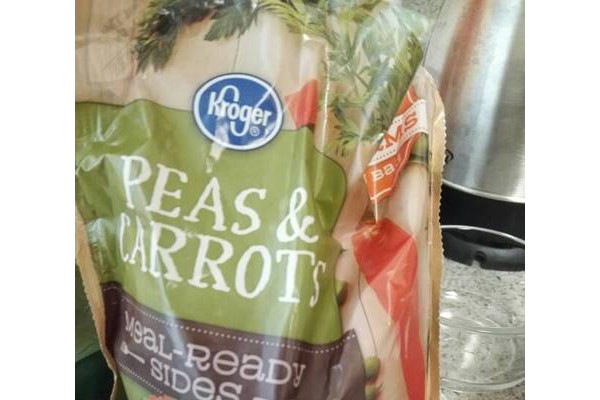 Kroger®
PEAS &
CARROTS
MEAL-READY
SIDES